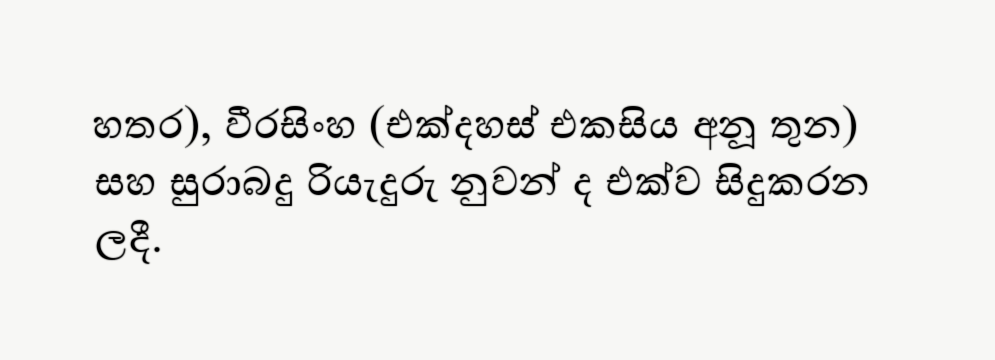 හතර), වීරසිංහ (එක්දහස් එකසිය අනූ තුන)
සහ සුරාබදු රියැදුරු නුවන් ද එක්ව සිදුකරන
ලදී.